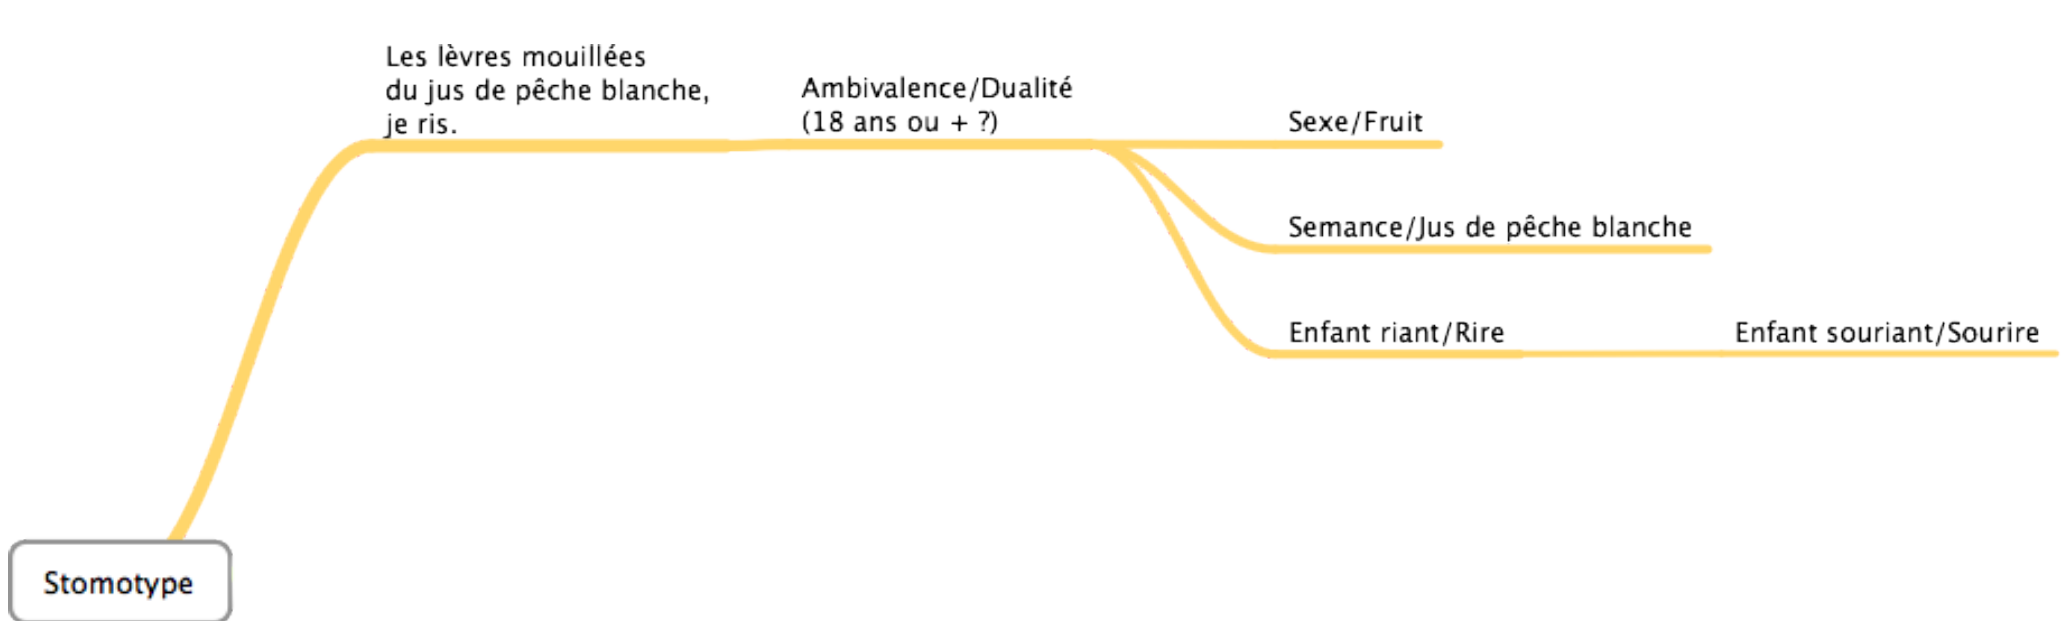 Les lèvres mouillées
du jus de pêche blanche,
je ris.
Ambivalence/Dualité
(18 ans ou + ?)
Sexe/Fruit
Semance/Jus de pêche blanche
Enfant riant/Rire
Enfant souriant/Sourire
Stomotype